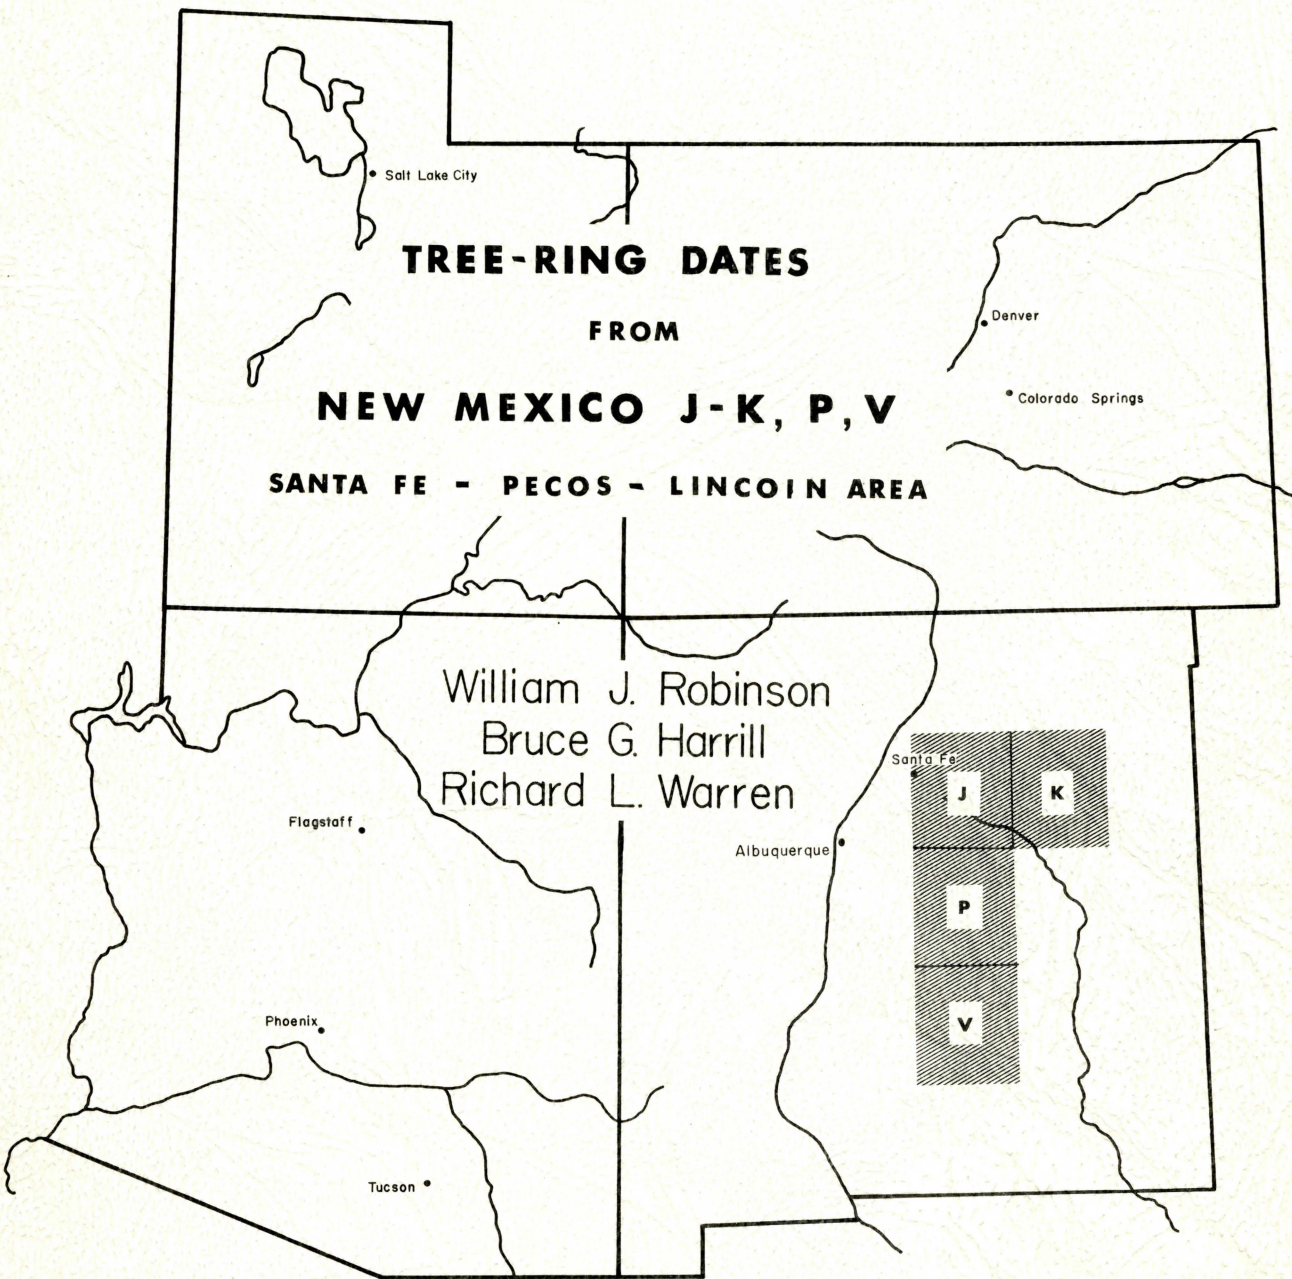 Salt Lake City
TREE-RING DATES
FROM
Denver
NEW MEXICO J-K, P, V
Colorado Springs
SANTA FE - PECOS - LINCOIN AREA
William J. Robinson
Bruce G. Harrill
Richard L. Warren
Santa Fe
J
K
Flagstaff
Albuquerque
P
Phoenix
V
Tucson